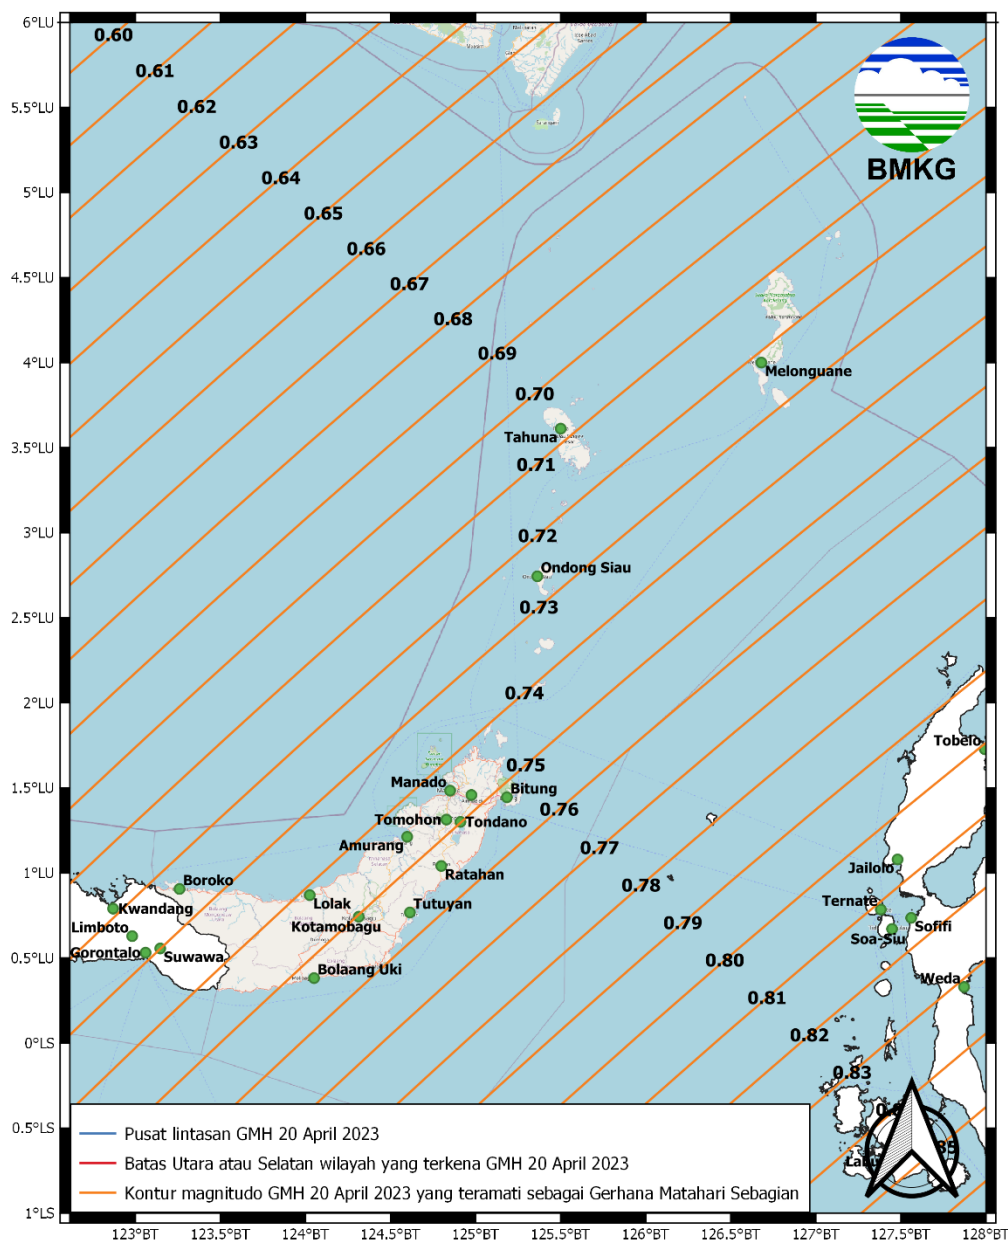 6°LU
5.5°LU
5°LU
4.5°LU
4°LU
3.5°LU
3°LU
2.5°LU
2°LU
1.5°LU
1°LU
0.5°LU
0°LS
0.5°LS
1°LS
0.60
0.61
0.62
0.63
0.64
0.65
0.66
0.67
0.68
0.69
0.70
0.71
0.72
0.73
0.74
0.75
0.76
0.77
0.78
0.79
0.80
0.81
0.82
0.83
BMKG
Melonguane
Tahuna
Ondong Siau
Tobelo
Manado
Bitung
Tomohon
Tondano
Amurang
Ratahan
Jailolo
Boroko
Lolak
Tutuyan
Ternate
Kwandang
Kotamobagu
Sofifi
Limboto
Soa-Siu
Gorontalo
Suwawa
Bolaang Uki
Weda
Pusat lintasan GMH 20 April 2023
Batas Utara atau Selatan wilayah yang terkena GMH 20 April 2023
Kontur magnitudo GMH 20 April 2023 yang teramati sebagai Gerhana Matahari Sebagian
123°BT
123.5°BT
124°BT
124.5°BT
125°BT
125.5°BT
126°BT
126.5°BT
127°BT
127.5°BT
128°BT